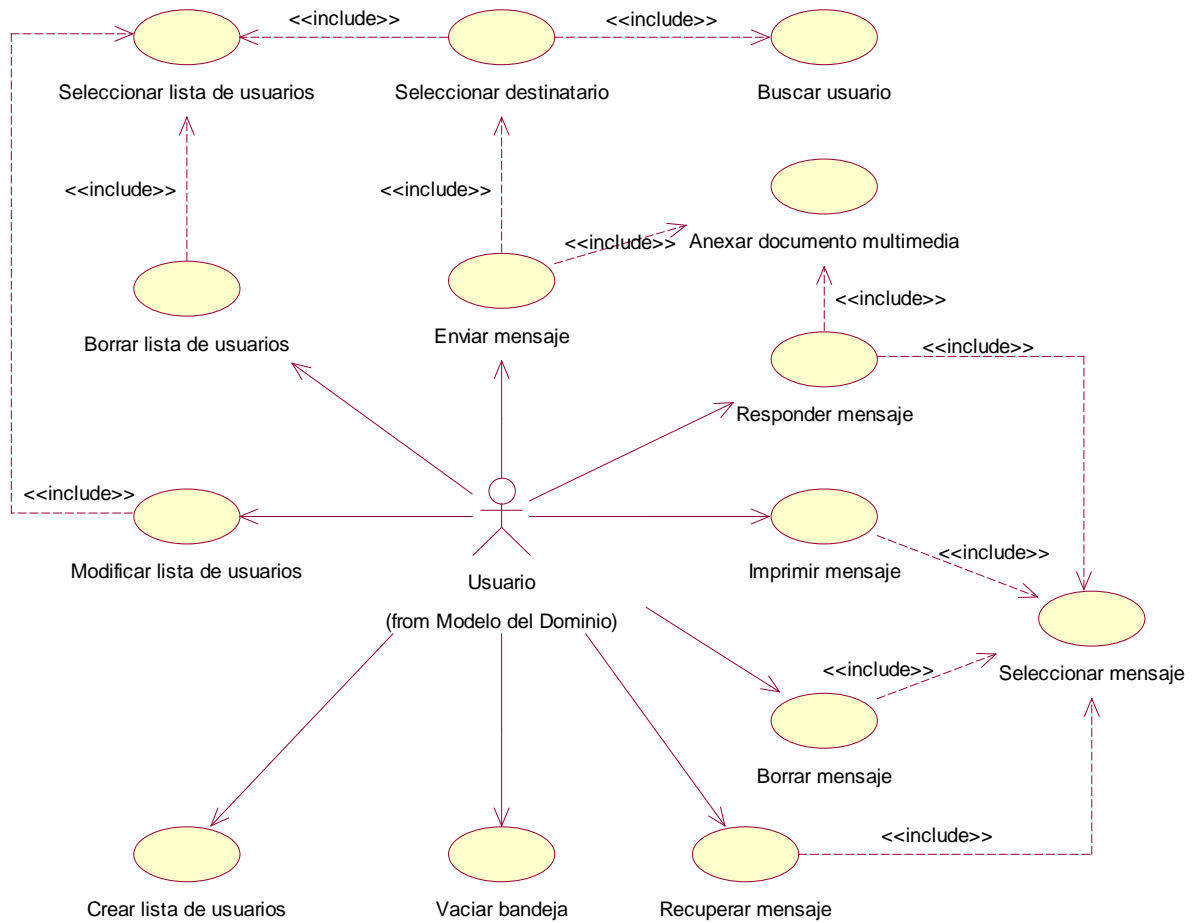 <<include>>
<<include>>
Seleccionar lista de usuarios
Seleccionar destinatario
Buscar usuario
<<include>>
<<include>>
<<include>>
<<include>>
Anexar documento multimedia
<<include>>
Borrar lista de usuarios
Enviar mensaje
<<include>>
Responder mensaje
<<include>>
Modificar lista de usuarios
Usuario
(from Modelo del Dominio)
Imprimir mensaje
<<include>>
<<include>>
Seleccionar mensaje
Borrar mensaje
<<include>>
Crear lista de usuarios
Vaciar bandeja
Recuperar mensaje